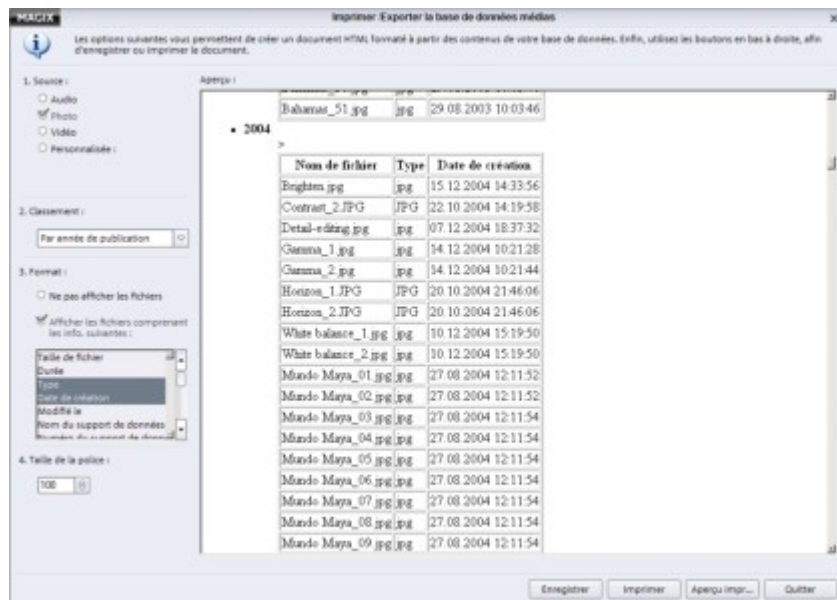 MAGIX
Imprimer /Exporter la base de données médias
Les options suivantes vous permettent de créer un document HTML formaté à partir des contenus de votre base de données. Enfin, utilisez les boutons en bas à droite, afin
d'enregistrer ou imprimer le document.
1. Source :
Audio
Photo
Vidéo
Personnalisée :
2. Classement :
Par année de publication
3. Format :
Ne pas afficher les fichiers
Afficher les fichiers comprenant
les info. suivantes :
Taille de fichier
Durée
Type
Date de création
Modifié le
Nom du support de données
Numéro du support de donné
4. Taille de la police :
100
Aperçu :
Bahamas_51.jpg jpg 29.08.2003 10:03:46
• 2004
>
Nom de fichier Type Date de création
Brighten.jpg jpg 15.12.2004 14:33:56
Contrast_2.JPG JPG 22.10.2004 14:19:58
Detail-editing.jpg jpg 07.12.2004 18:37:32
Gamma_1.jpg jpg 14.12.2004 10:21:28
Gamma_2.jpg jpg 14.12.2004 10:21:44
Horizon_1.JPG JPG 20.10.2004 21:46:06
Horizon_2.JPG JPG 20.10.2004 21:46:06
White balance_1.jpg jpg 10.12.2004 15:19:50
White balance_2.jpg jpg 10.12.2004 15:19:50
Mundo Maya_01.jpg jpg 27.08.2004 12:11:52
Mundo Maya_02.jpg jpg 27.08.2004 12:11:52
Mundo Maya_03.jpg jpg 27.08.2004 12:11:54
Mundo Maya_04.jpg jpg 27.08.2004 12:11:54
Mundo Maya_05.jpg jpg 27.08.2004 12:11:54
Mundo Maya_06.jpg jpg 27.08.2004 12:11:54
Mundo Maya_07.jpg jpg 27.08.2004 12:11:54
Mundo Maya_08.jpg jpg 27.08.2004 12:11:54
Mundo Maya_09.jpg jpg 27.08.2004 12:11:54
Enregistrer
Imprimer
Aperçu impr...
Quitter